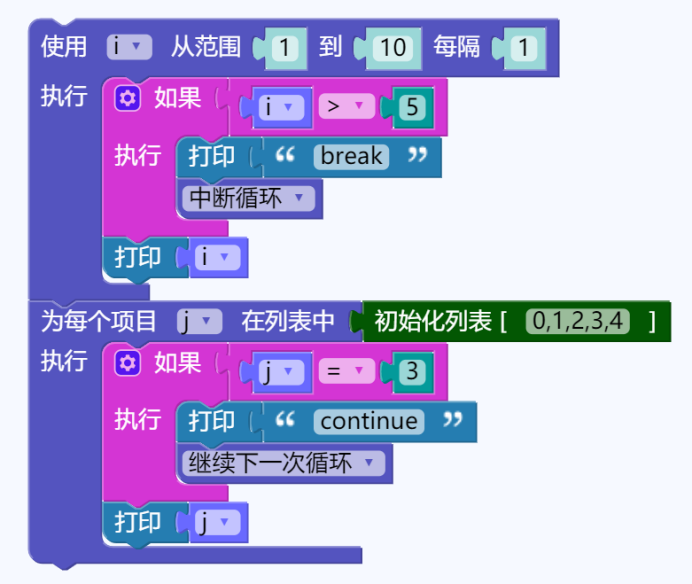 使用 i 从范围 1 到 10 每隔 1
执行 如果 i > 5
执行 打印 “ break ”
中断循环
打印 i
为每个项目 j 在列表中 初始化列表 [ 0,1,2,3,4 ]
执行 如果 j = 3
执行 打印 “ continue ”
继续下一次循环
打印 j